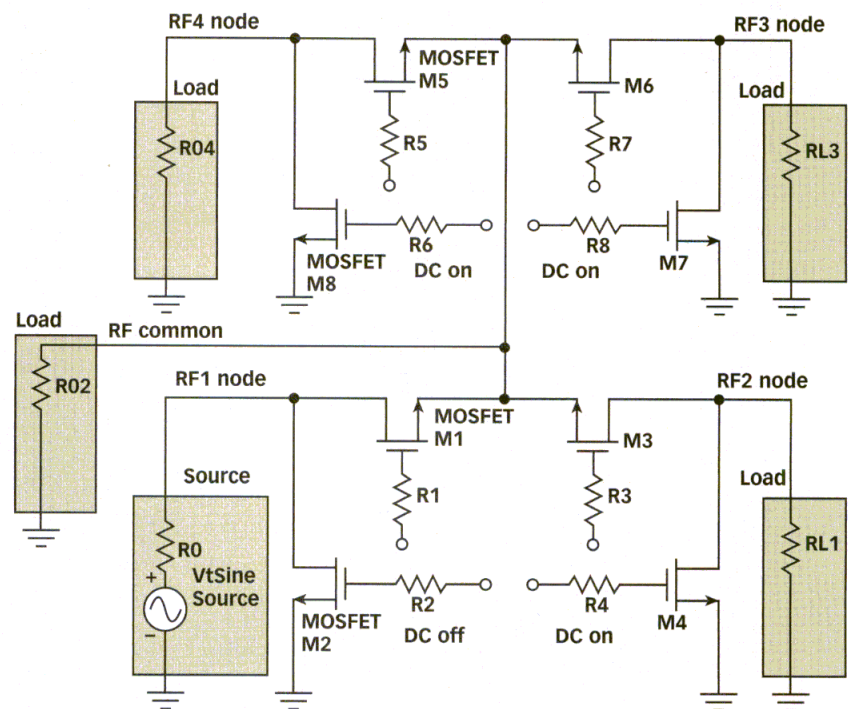 RF4 node
RF3 node
MOSFET
M5
M6
Load
Load
R04
R5
R7
RL3
R6
R8
DC on
DC on
MOSFET
M8
M7
Load
RF common
R02
RF1 node
RF2 node
MOSFET
M1
M3
Source
Load
R1
R3
R0
RL1
+
VtSine
Source
–
R2
R4
MOSFET
M2
DC off
DC on
M4